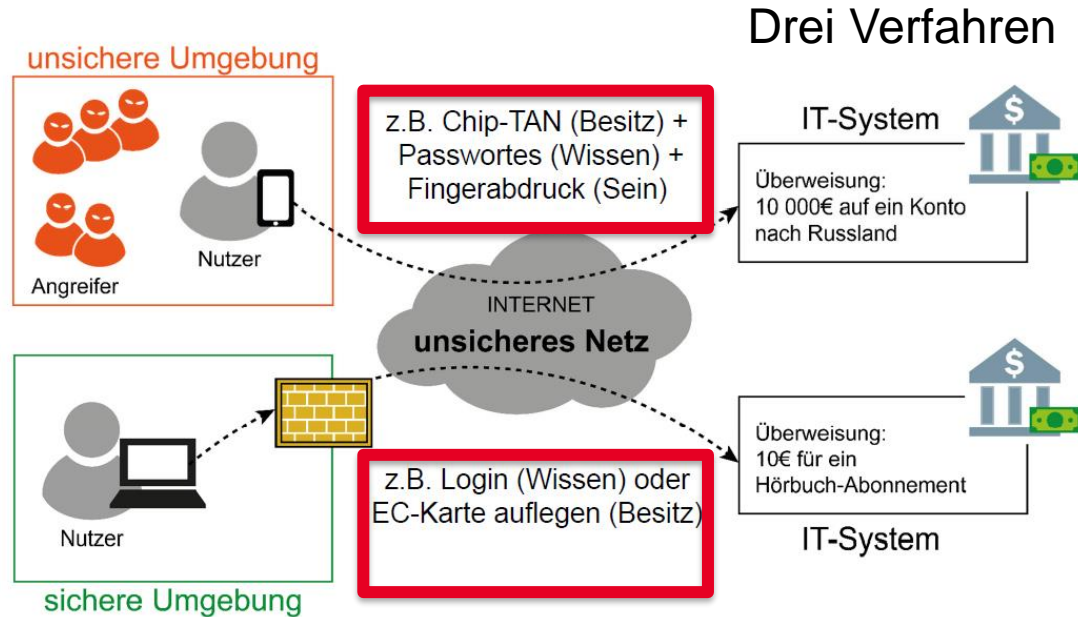 Drei Verfahren
unsichere Umgebung
Angreifer
Nutzer
z.B. Chip-TAN (Besitz) +
Passwortes (Wissen) +
Fingerabdruck (Sein)
IT-System
$
Überweisung:
10 000€ auf ein Konto
nach Russland
INTERNET
unsicheres Netz
Nutzer
sichere Umgebung
z.B. Login (Wissen) oder
EC-Karte auflegen (Besitz)
$
Überweisung:
10€ für ein
Hörbuch-Abonnement
IT-System